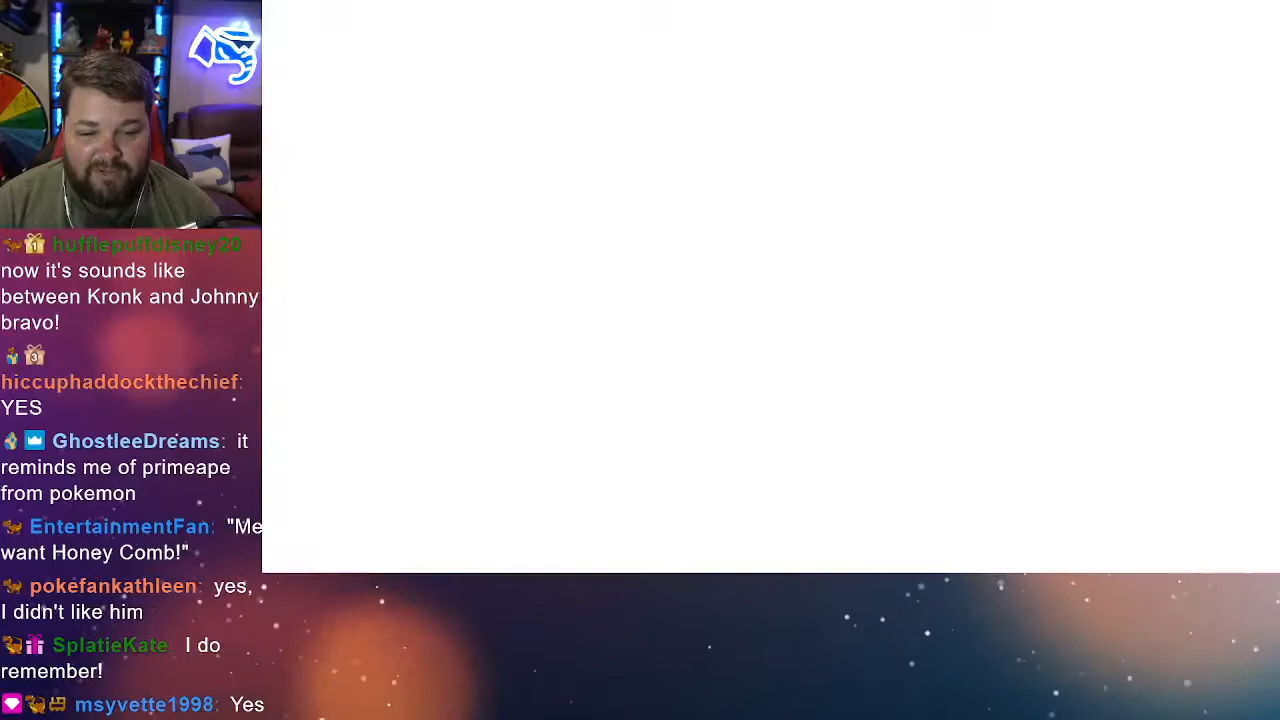 hufflepuffdisney20
now it's sounds like
between Kronk and Johnny
bravo!
hiccuphaddockthechief:
YES
GhostleeDreams: it
reminds me of primeape
from pokemon
EntertainmentFan: "Me
want Honey Comb!"
pokefankathleen: yes,
I didn't like him
SplatieKate: I do
remember!
msyvette1998: Yes